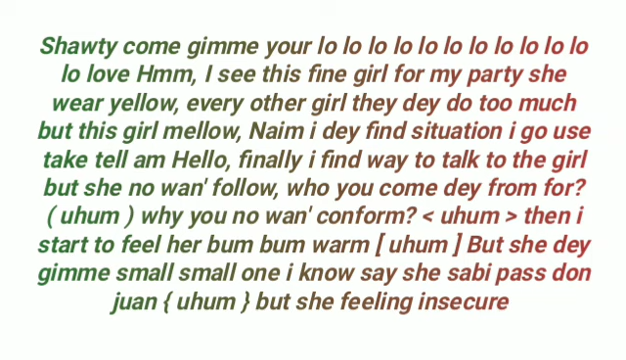 Shawty come gimme your lo lo lo lo lo lo lo lo lo lo lo
lo love Hmm, I see this fine girl for my party she
wear yellow, every other girl they dey do too much
but this girl mellow, Naim i dey find situation i go use
take tell am Hello, finally i find way to talk to the girl
but she no wan' follow, who you come dey from for?
( uhum ) why you no wan' conform? < uhum > then i
start to feel her bum bum warm [ uhum ] But she dey
gimme small small one i know say she sabi pass don
juan { uhum } but she feeling insecure